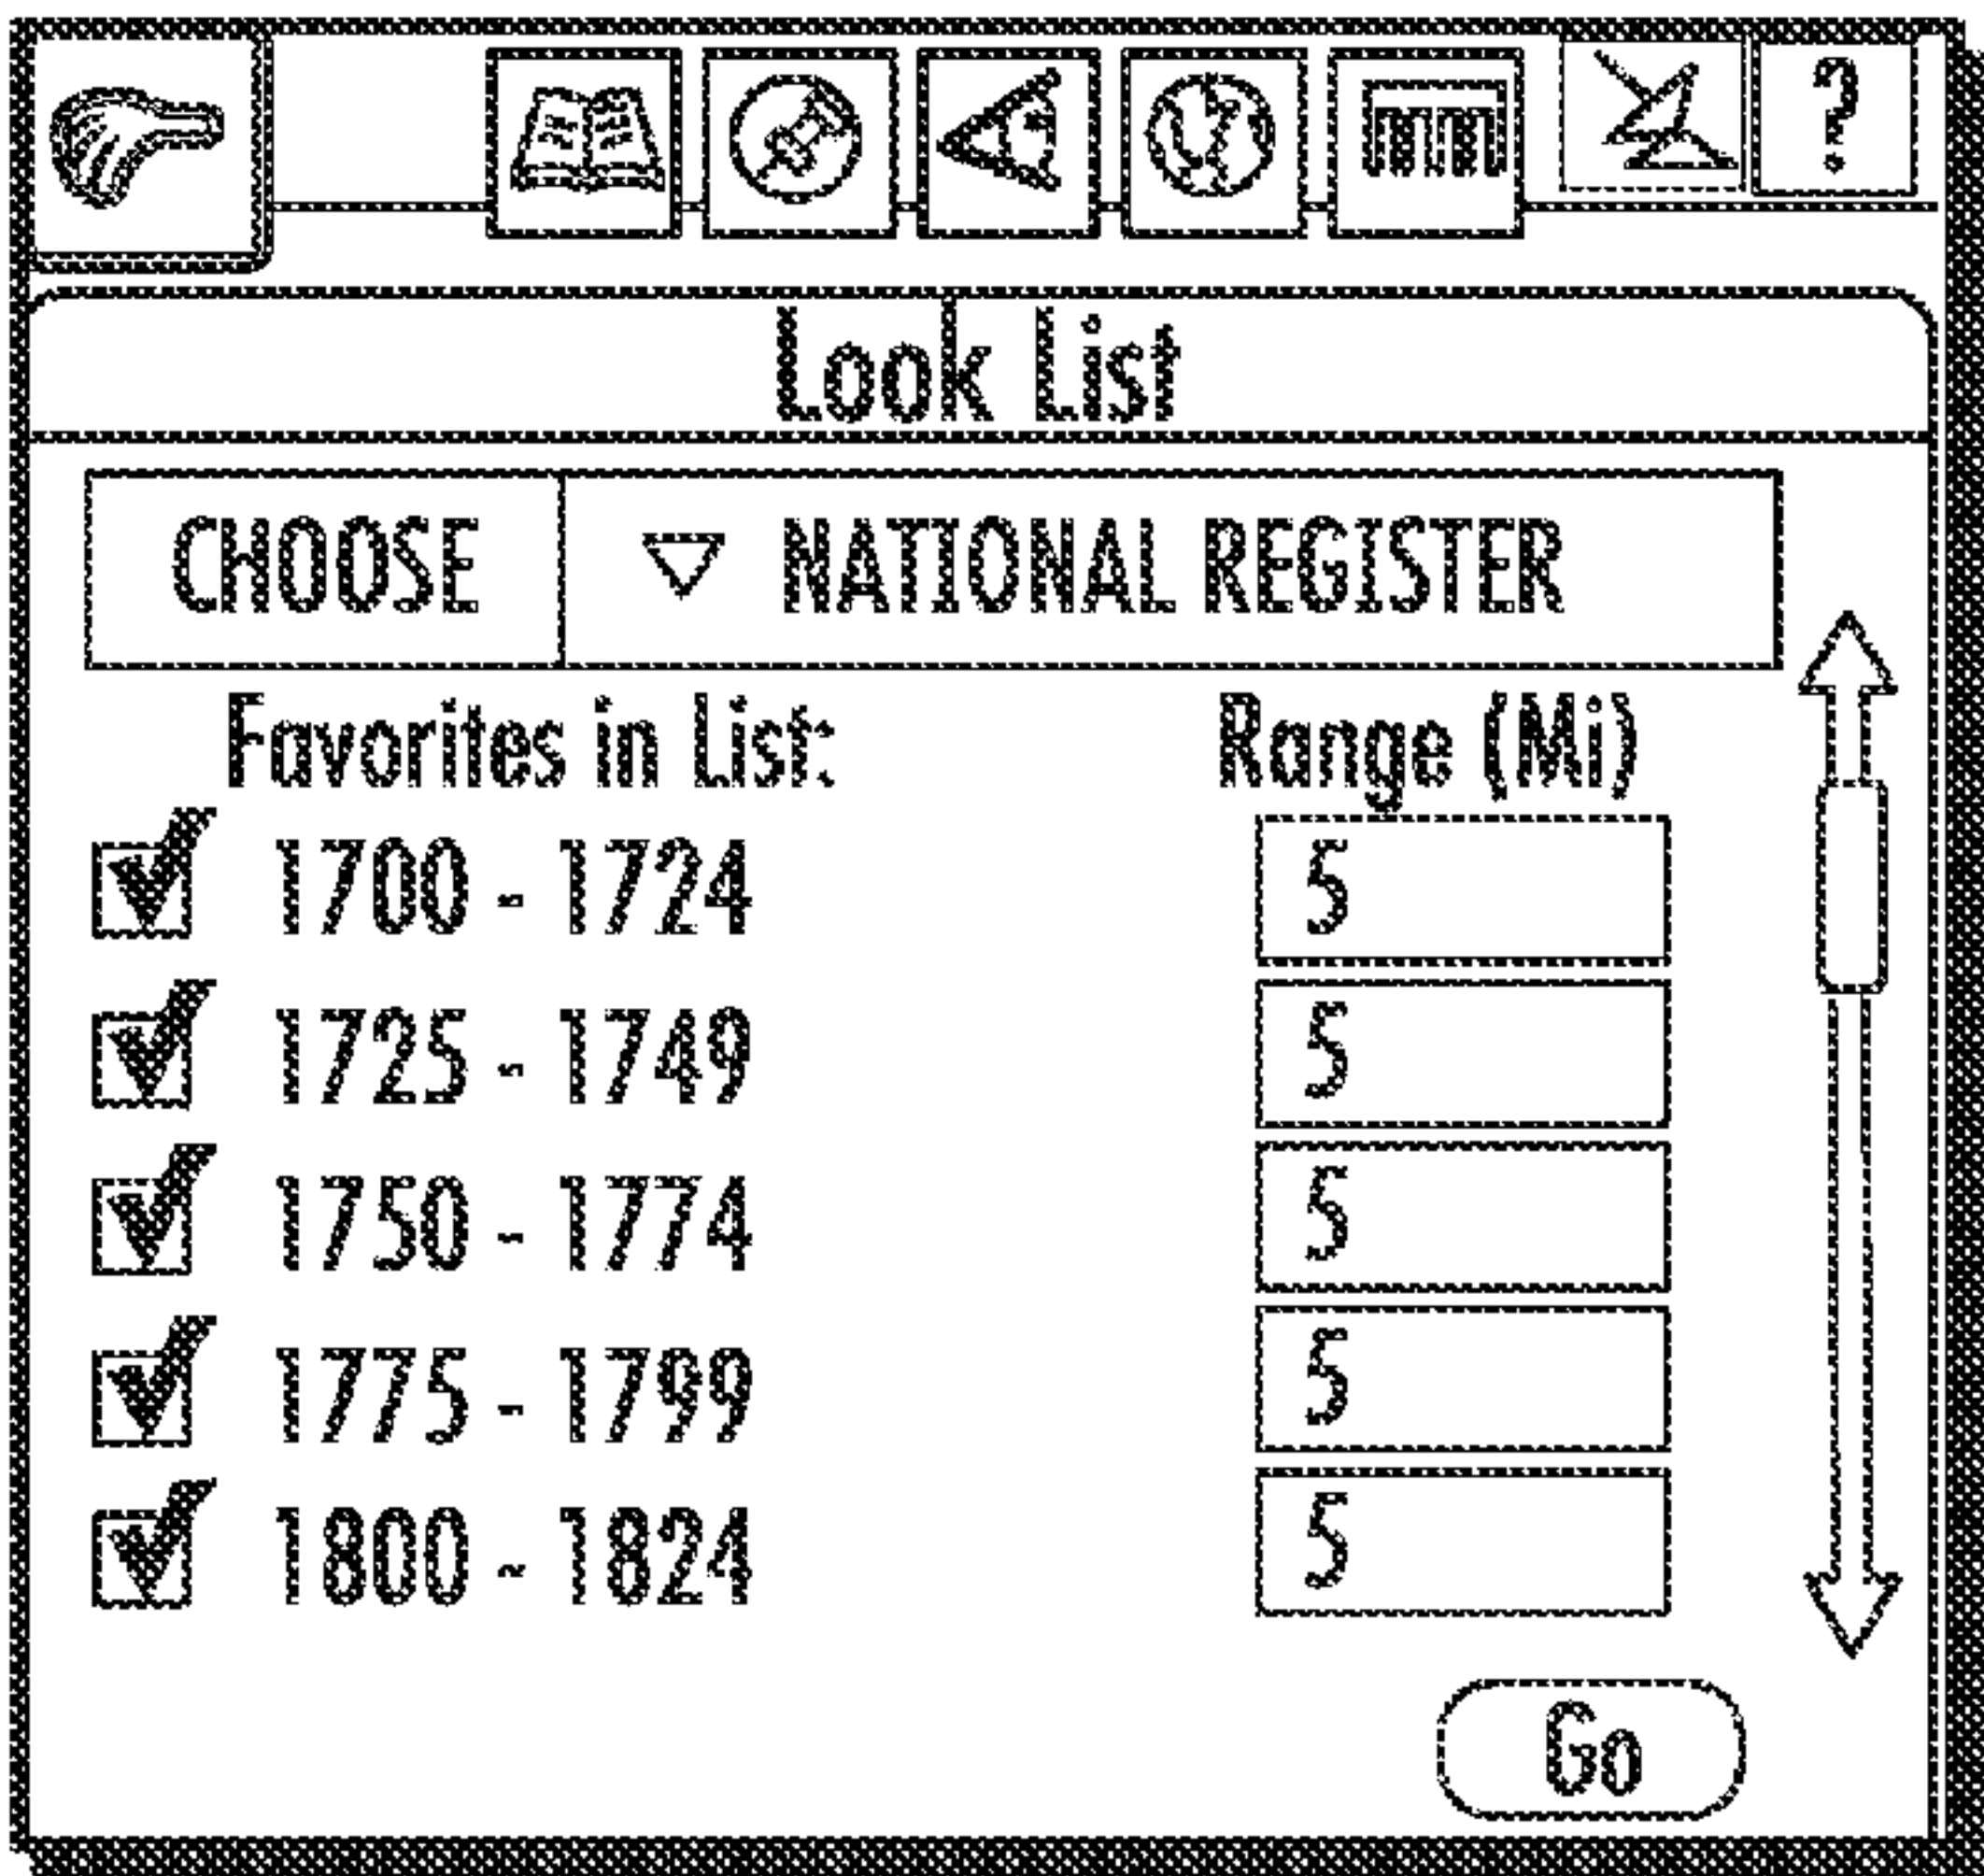 ?
Look List
CHOOSE ▽ NATIONAL REGISTER
Favorites in List: Range (Mi)
1700 - 1724 5
1725 - 1749 5
1750 - 1774 5
1775 - 1799 5
1800 - 1824 5
Go